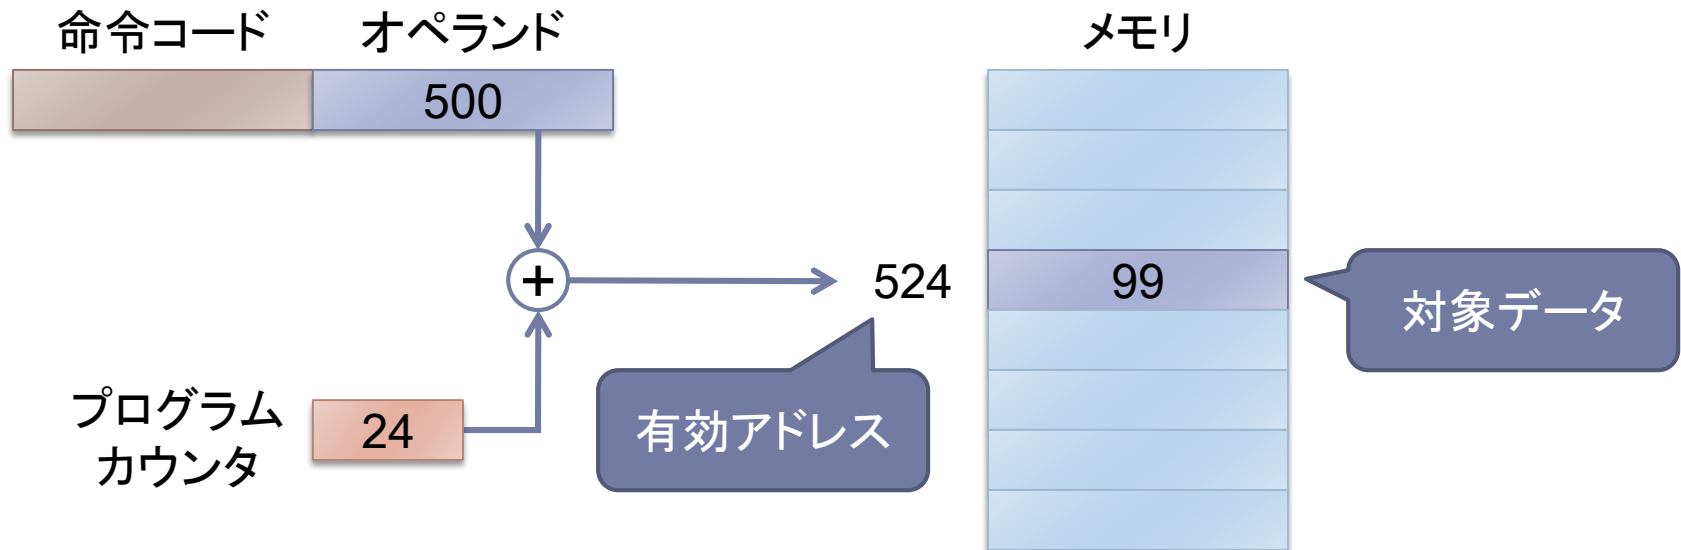 命令コード
オペランド
メモリ
500
+
524
99
対象データ
プログラム
カウンタ
24
有効アドレス